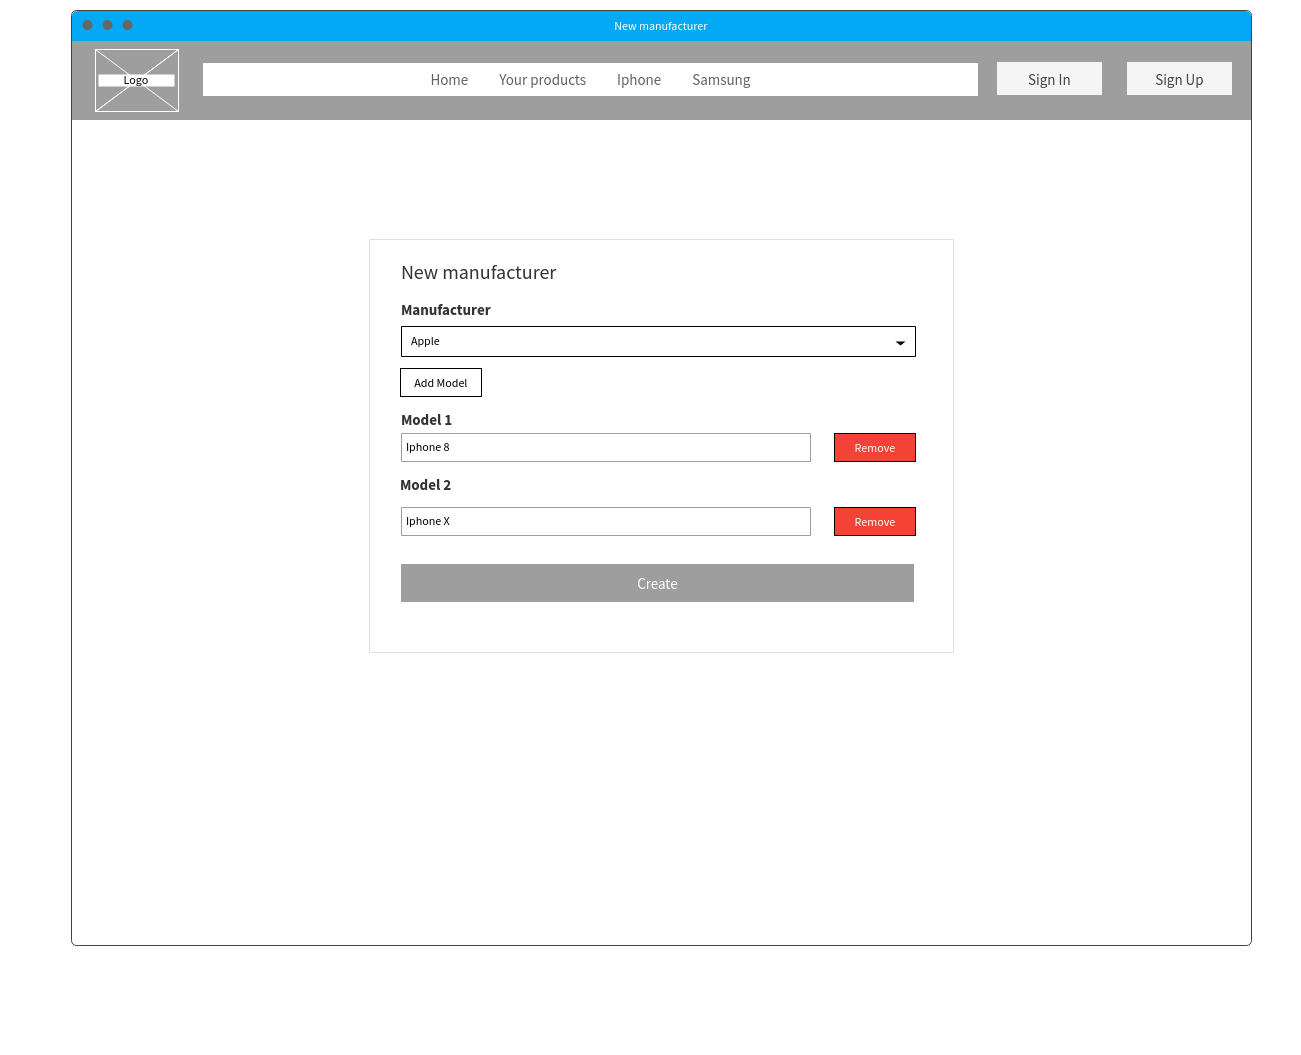 New manufacturer
Logo
Home Your products Iphone Samsung
Sign In
Sign Up
New manufacturer
Manufacturer
Apple
Add Model
Model 1
Iphone 8
Remove
Model 2
Iphone X
Remove
Create